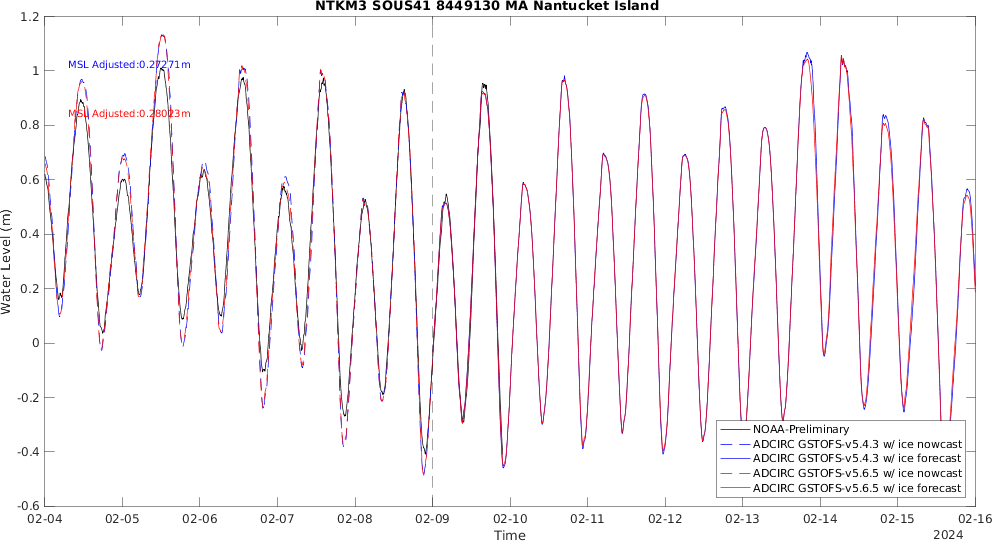 NTKM3 SOUS41 8449130 MA Nantucket Island
Water Level (m)
1.2
1
0.8
0.6
0.4
0.2
0
-0.2
-0.4
-0.6
MSL Adjusted:0.27271m
MSL Adjusted:0.28023m
NOAA-Preliminary
ADCIRC GSTOFS-v5.4.3 w/ ice nowcast
ADCIRC GSTOFS-v5.4.3 w/ ice forecast
ADCIRC GSTOFS-v5.6.5 w/ ice nowcast
ADCIRC GSTOFS-v5.6.5 w/ ice forecast
02-04 02-05 02-06 02-07 02-08 02-09 02-10 02-11 02-12 02-13 02-14 02-15 02-16
Time
2024